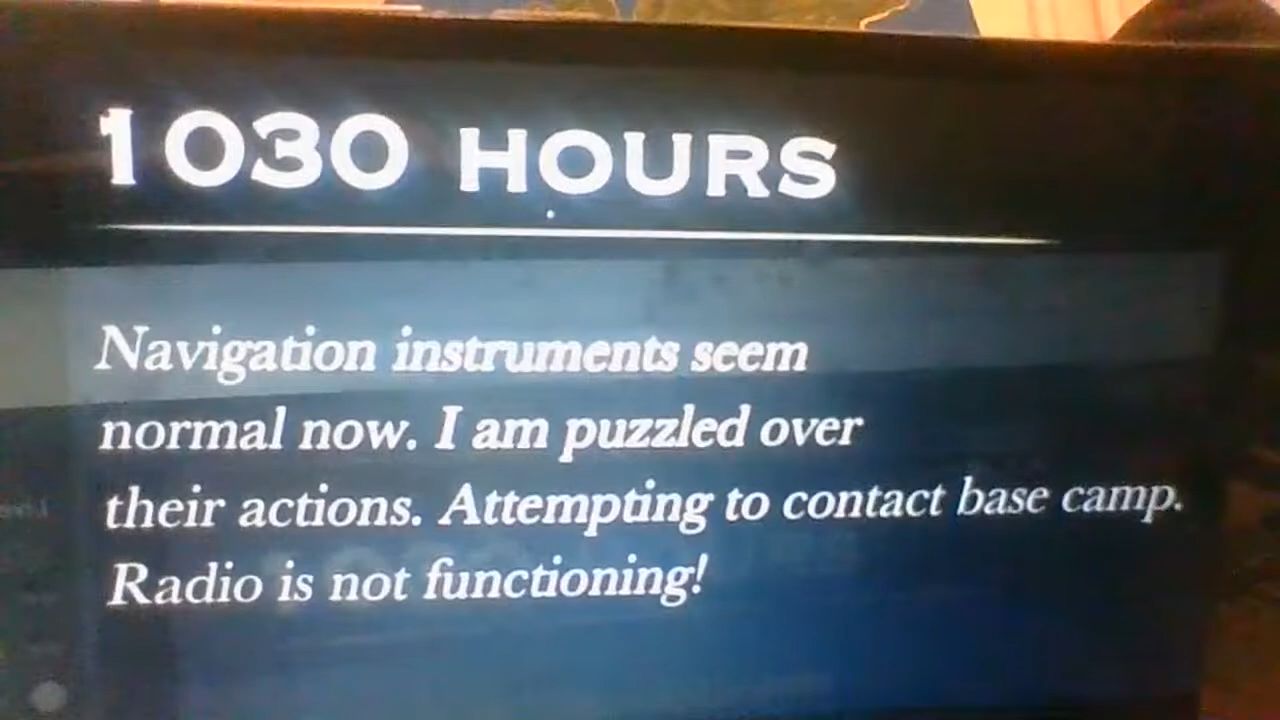 1030 HOURS
Navigation instruments seem
normal now. I am puzzled over
their actions. Attempting to contact base camp.
Radio is not functioning!